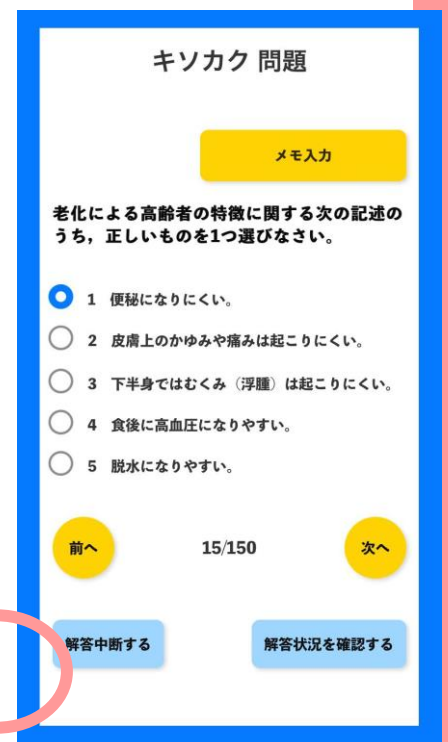 キソカク 問題
メモ入力
老化による高齢者の特徴に関する次の記述の
うち，正しいものを1つ選びなさい。
1 便秘になりにくい。
2 皮膚上のかゆみや痛みは起こりにくい。
3 下半身ではむくみ（浮腫）は起こりにくい。
4 食後に高血圧になりやすい。
5 脱水になりやすい。
前へ 15/150 次へ
解答中断する 解答状況を確認する